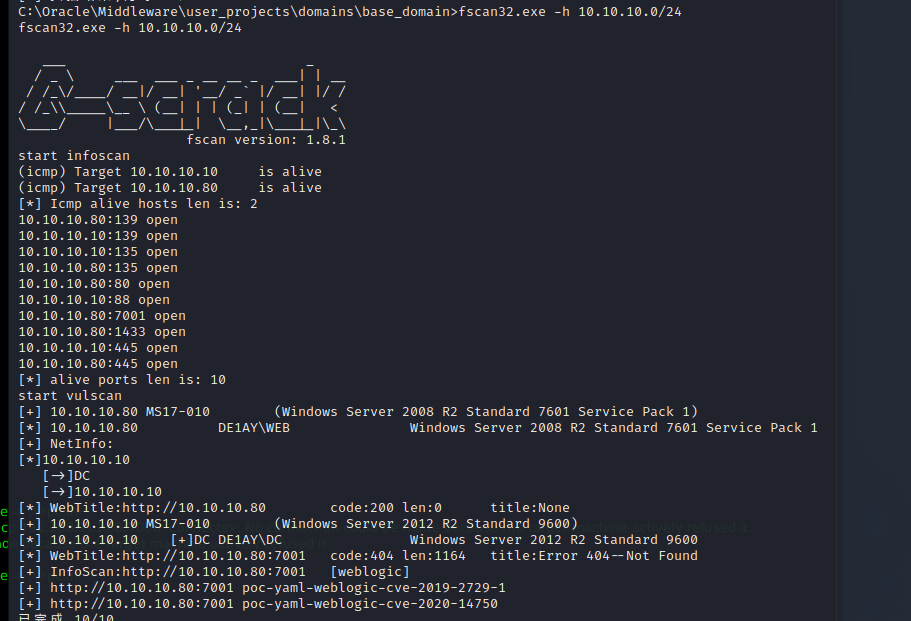 C:\Oracle\Middleware\user_projects\domains\base_domain>fscan32.exe -h 10.10.10.0/24
fscan32.exe -h 10.10.10.0/24
fscan version: 1.8.1
start infoscan
(icmp) Target 10.10.10.10     is alive
(icmp) Target 10.10.10.80     is alive
[*] Icmp alive hosts len is: 2
10.10.10.80:139 open
10.10.10.10:139 open
10.10.10.10:135 open
10.10.10.80:135 open
10.10.10.80:80 open
10.10.10.10:88 open
10.10.10.80:7001 open
10.10.10.80:1433 open
10.10.10.10:445 open
10.10.10.80:445 open
[*] alive ports len is: 10
start vulscan
[+] 10.10.10.80 MS17-010        (Windows Server 2008 R2 Standard 7601 Service Pack 1)
[*] 10.10.10.80          DE1AY\WEB               Windows Server 2008 R2 Standard 7601 Service Pack 1
[+] NetInfo:
[*]10.10.10.10
   [->]DC
   [->]10.10.10.10
[*] WebTitle:http://10.10.10.80        code:200 len:0      title:None
[+] 10.10.10.10 MS17-010        (Windows Server 2012 R2 Standard 9600)
[*] 10.10.10.10    [+]DC DE1AY\DC                Windows Server 2012 R2 Standard 9600
[*] WebTitle:http://10.10.10.80:7001   code:404 len:1164   title:Error 404--Not Found
[+] InfoScan:http://10.10.10.80:7001   [weblogic]
[+] http://10.10.10.80:7001 poc-yaml-weblogic-cve-2019-2729-1
[+] http://10.10.10.80:7001 poc-yaml-weblogic-cve-2020-14750
已完成 10/10